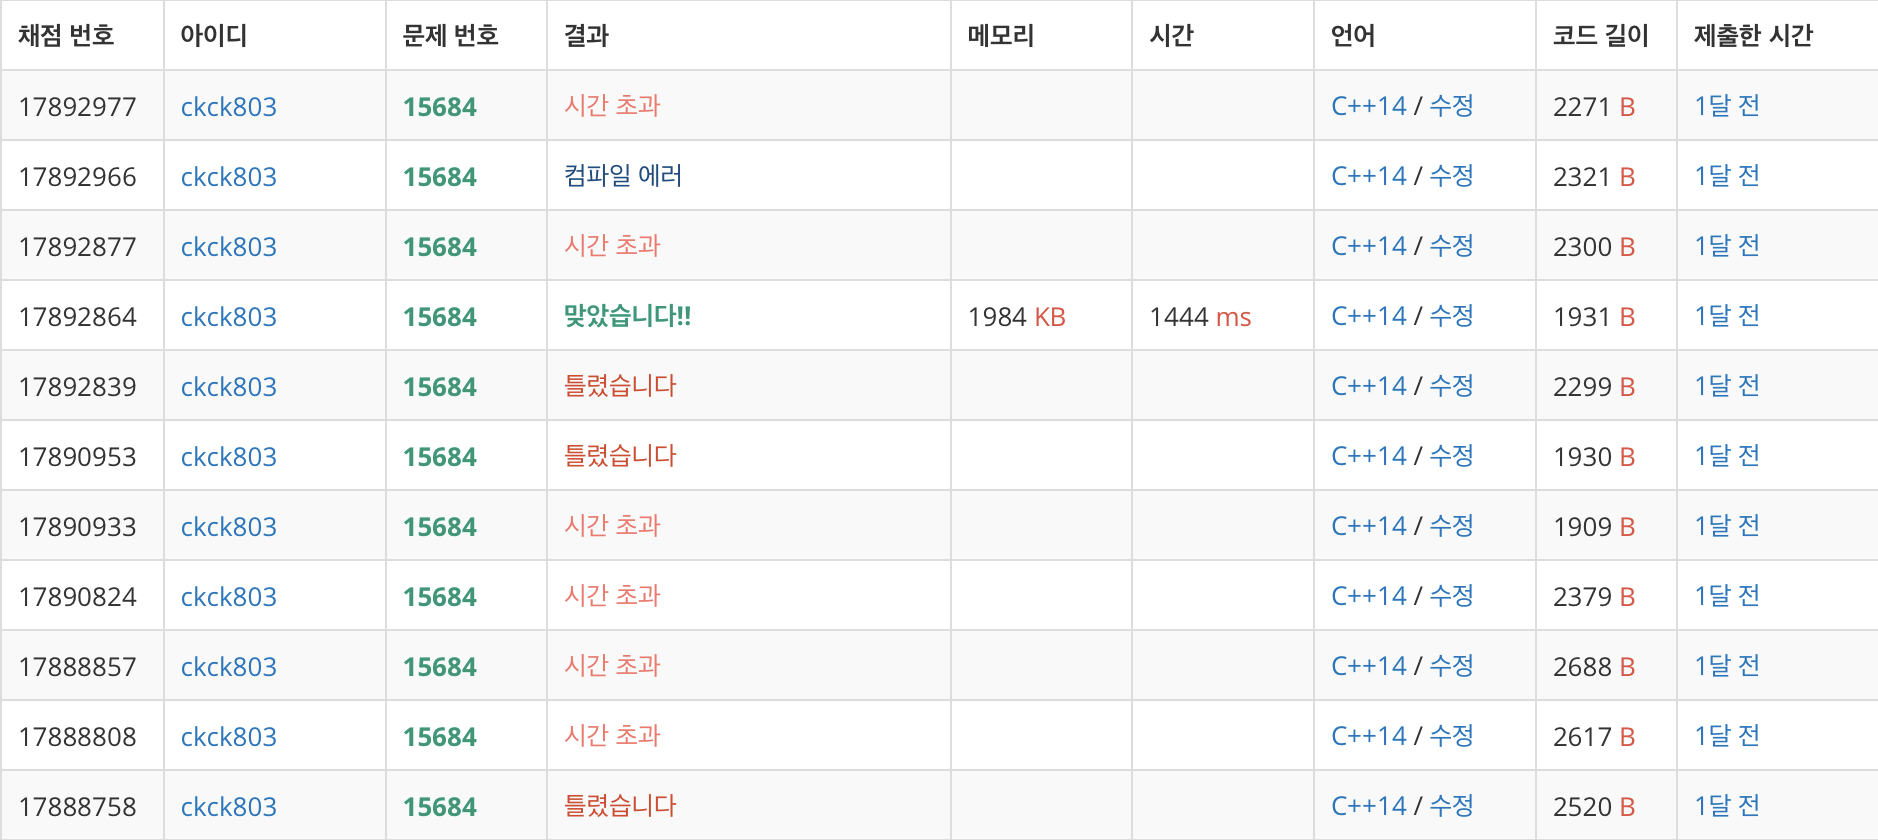 채점 번호 아이디 문제 번호 결과 메모리 시간 언어 코드 길이 제출한 시간
17892977 ckck803 15684 시간 초과 C++14 / 수정 2271 B 1달 전
17892966 ckck803 15684 컴파일 에러 C++14 / 수정 2321 B 1달 전
17892877 ckck803 15684 시간 초과 C++14 / 수정 2300 B 1달 전
17892864 ckck803 15684 맞았습니다!! 1984 KB 1444 ms C++14 / 수정 1931 B 1달 전
17892839 ckck803 15684 틀렸습니다 C++14 / 수정 2299 B 1달 전
17890953 ckck803 15684 틀렸습니다 C++14 / 수정 1930 B 1달 전
17890933 ckck803 15684 시간 초과 C++14 / 수정 1909 B 1달 전
17890824 ckck803 15684 시간 초과 C++14 / 수정 2379 B 1달 전
17888857 ckck803 15684 시간 초과 C++14 / 수정 2688 B 1달 전
17888808 ckck803 15684 시간 초과 C++14 / 수정 2617 B 1달 전
17888758 ckck803 15684 틀렸습니다 C++14 / 수정 2520 B 1달 전